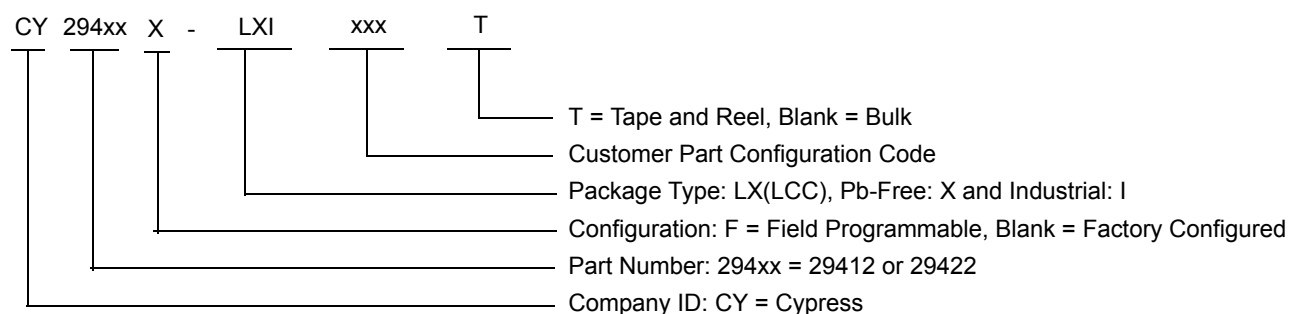 CY 294xx X - LXI xxx T
T = Tape and Reel, Blank = Bulk
Customer Part Configuration Code
Package Type: LX(LCC), Pb-Free: X and Industrial: I
Configuration: F = Field Programmable, Blank = Factory Configured
Part Number: 294xx = 29412 or 29422
Company ID: CY = Cypress